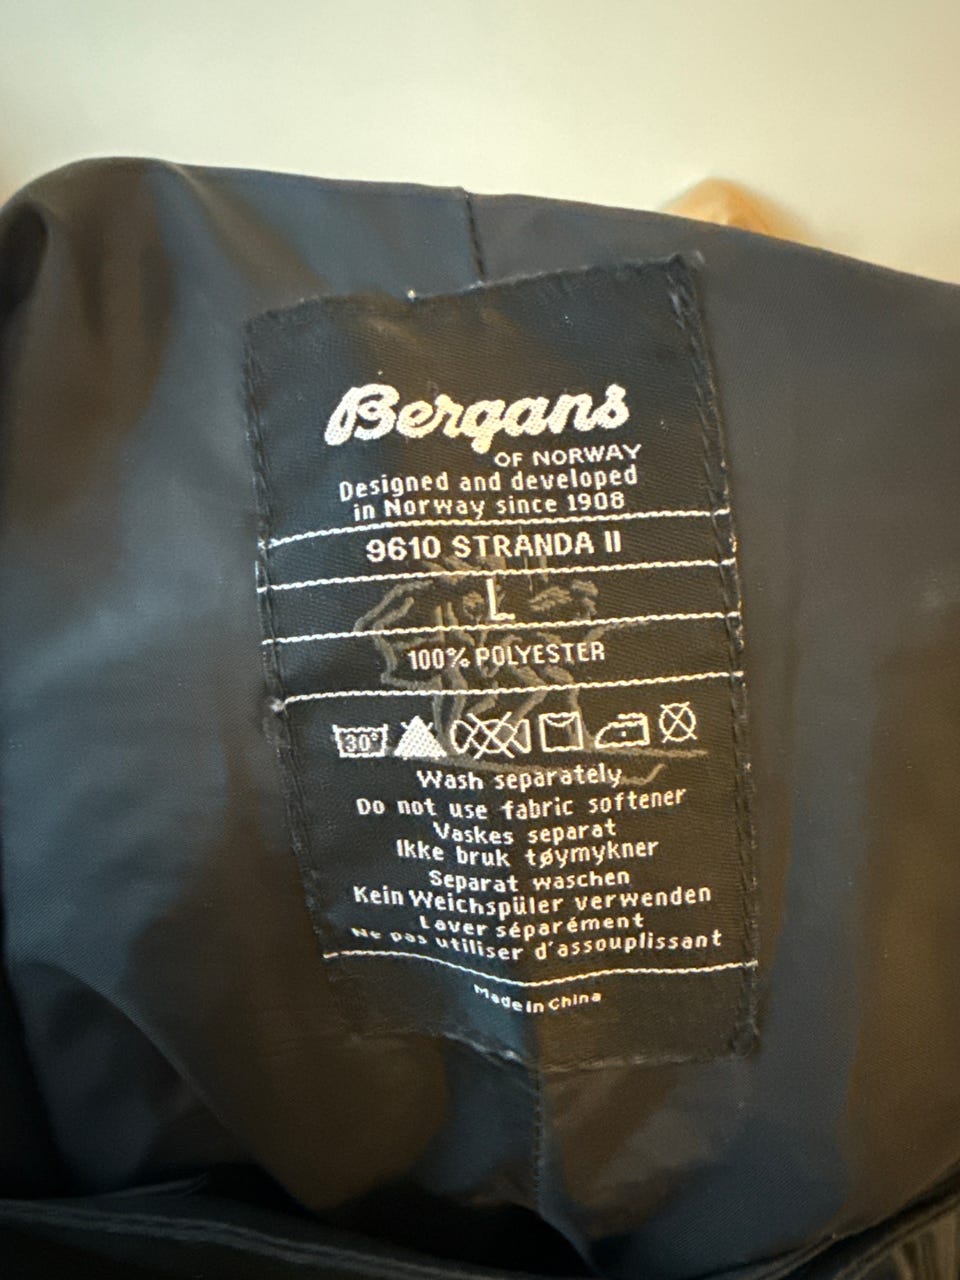 Bergans
OF NORWAY
Designed and developed
in Norway since 1908
9610 STRANDA II
L
100% POLYESTER
30°
Wash separately
Do not use fabric softener
Vaskes separat
Ikke bruk tøymykner
Separat waschen
Kein Weichspüler verwenden
Laver séparément
Ne pas utiliser d'assouplissant
Made in China